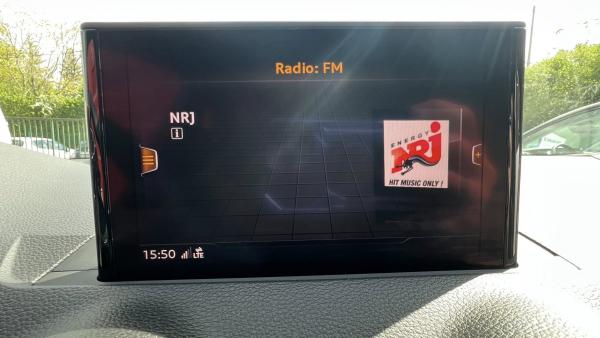 Radio: FM
NRJ
i
ENERGY
NRJ
HIT MUSIC ONLY !
+
15:50 LTE